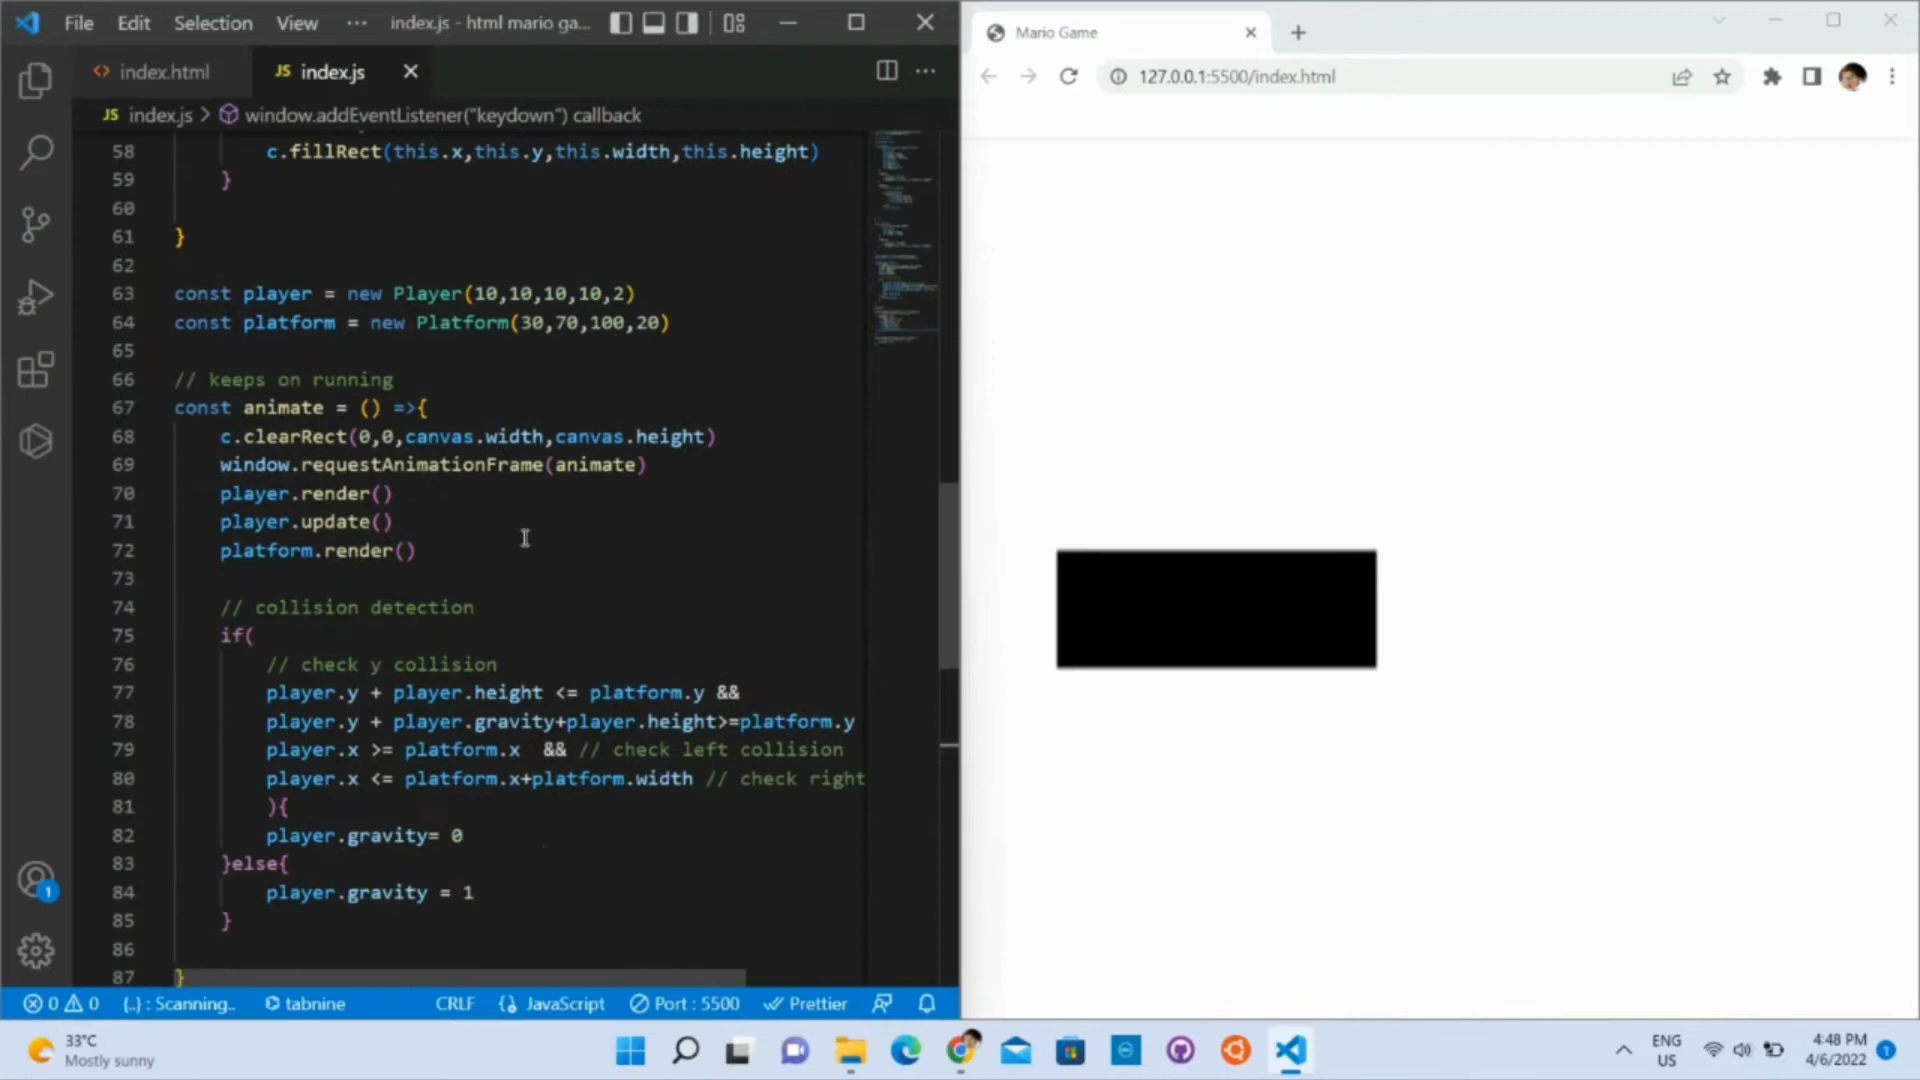 File Edit Selection View ··· index.js - html mario ga...
index.html JS index.js
JS index.js > window.addEventListener("keydown") callback
58 c.fillRect(this.x,this.y,this.width,this.height)
59 }
60
61 }
62
63 const player = new Player(10,10,10,10,2)
64 const platform = new Platform(30,70,100,20)
65
66 // keeps on running
67 const animate = () =>{
68 c.clearRect(0,0,canvas.width,canvas.height)
69 window.requestAnimationFrame(animate)
70 player.render()
71 player.update()
72 platform.render()
73
74 // collision detection
75 if(
76 // check y collision
77 player.y + player.height <= platform.y &&
78 player.y + player.gravity+player.height>=platform.y
79 player.x >= platform.x  && // check left collision
80 player.x <= platform.x+platform.width // check right
81 ){
82 player.gravity= 0
83 }else{
84 player.gravity = 1
85 }
86
87 }
0 0 {..} : Scanning.. tabnine CRLF JavaScript Port : 5500 Prettier
1
Mario Game
127.0.0.1:5500/index.html
33°C
Mostly sunny
ENG
US
4:48 PM
4/6/2022
1